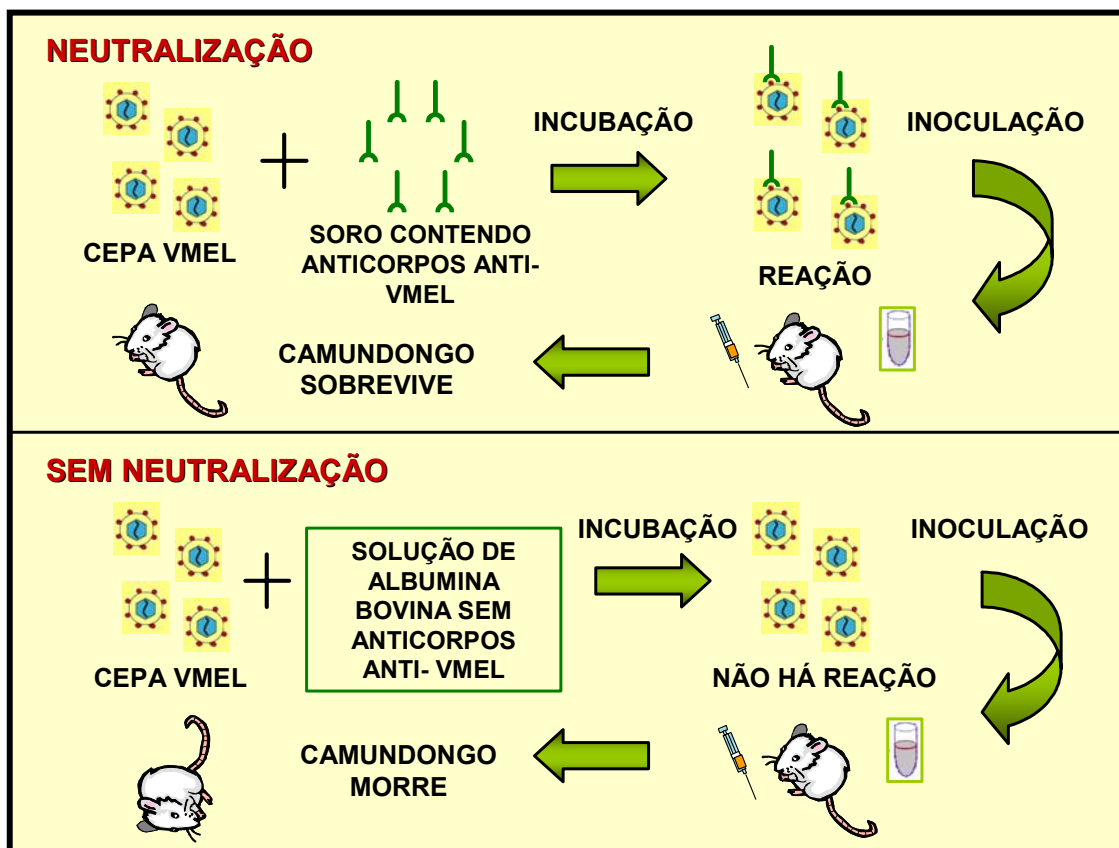 NEUTRALIZAÇÃO
INCUBAÇÃO
INOCULAÇÃO
CEPA VMEL
SORO CONTENDO
ANTICORPOS ANTI-
VMEL
REAÇÃO
CAMUNDONGO
SOBREVIVE
SEM NEUTRALIZAÇÃO
SOLUÇÃO DE
ALBUMINA
BOVINA SEM
ANTICORPOS
ANTI- VMEL
INCUBAÇÃO
INOCULAÇÃO
CEPA VMEL
NÃO HÁ REAÇÃO
CAMUNDONGO
MORRE